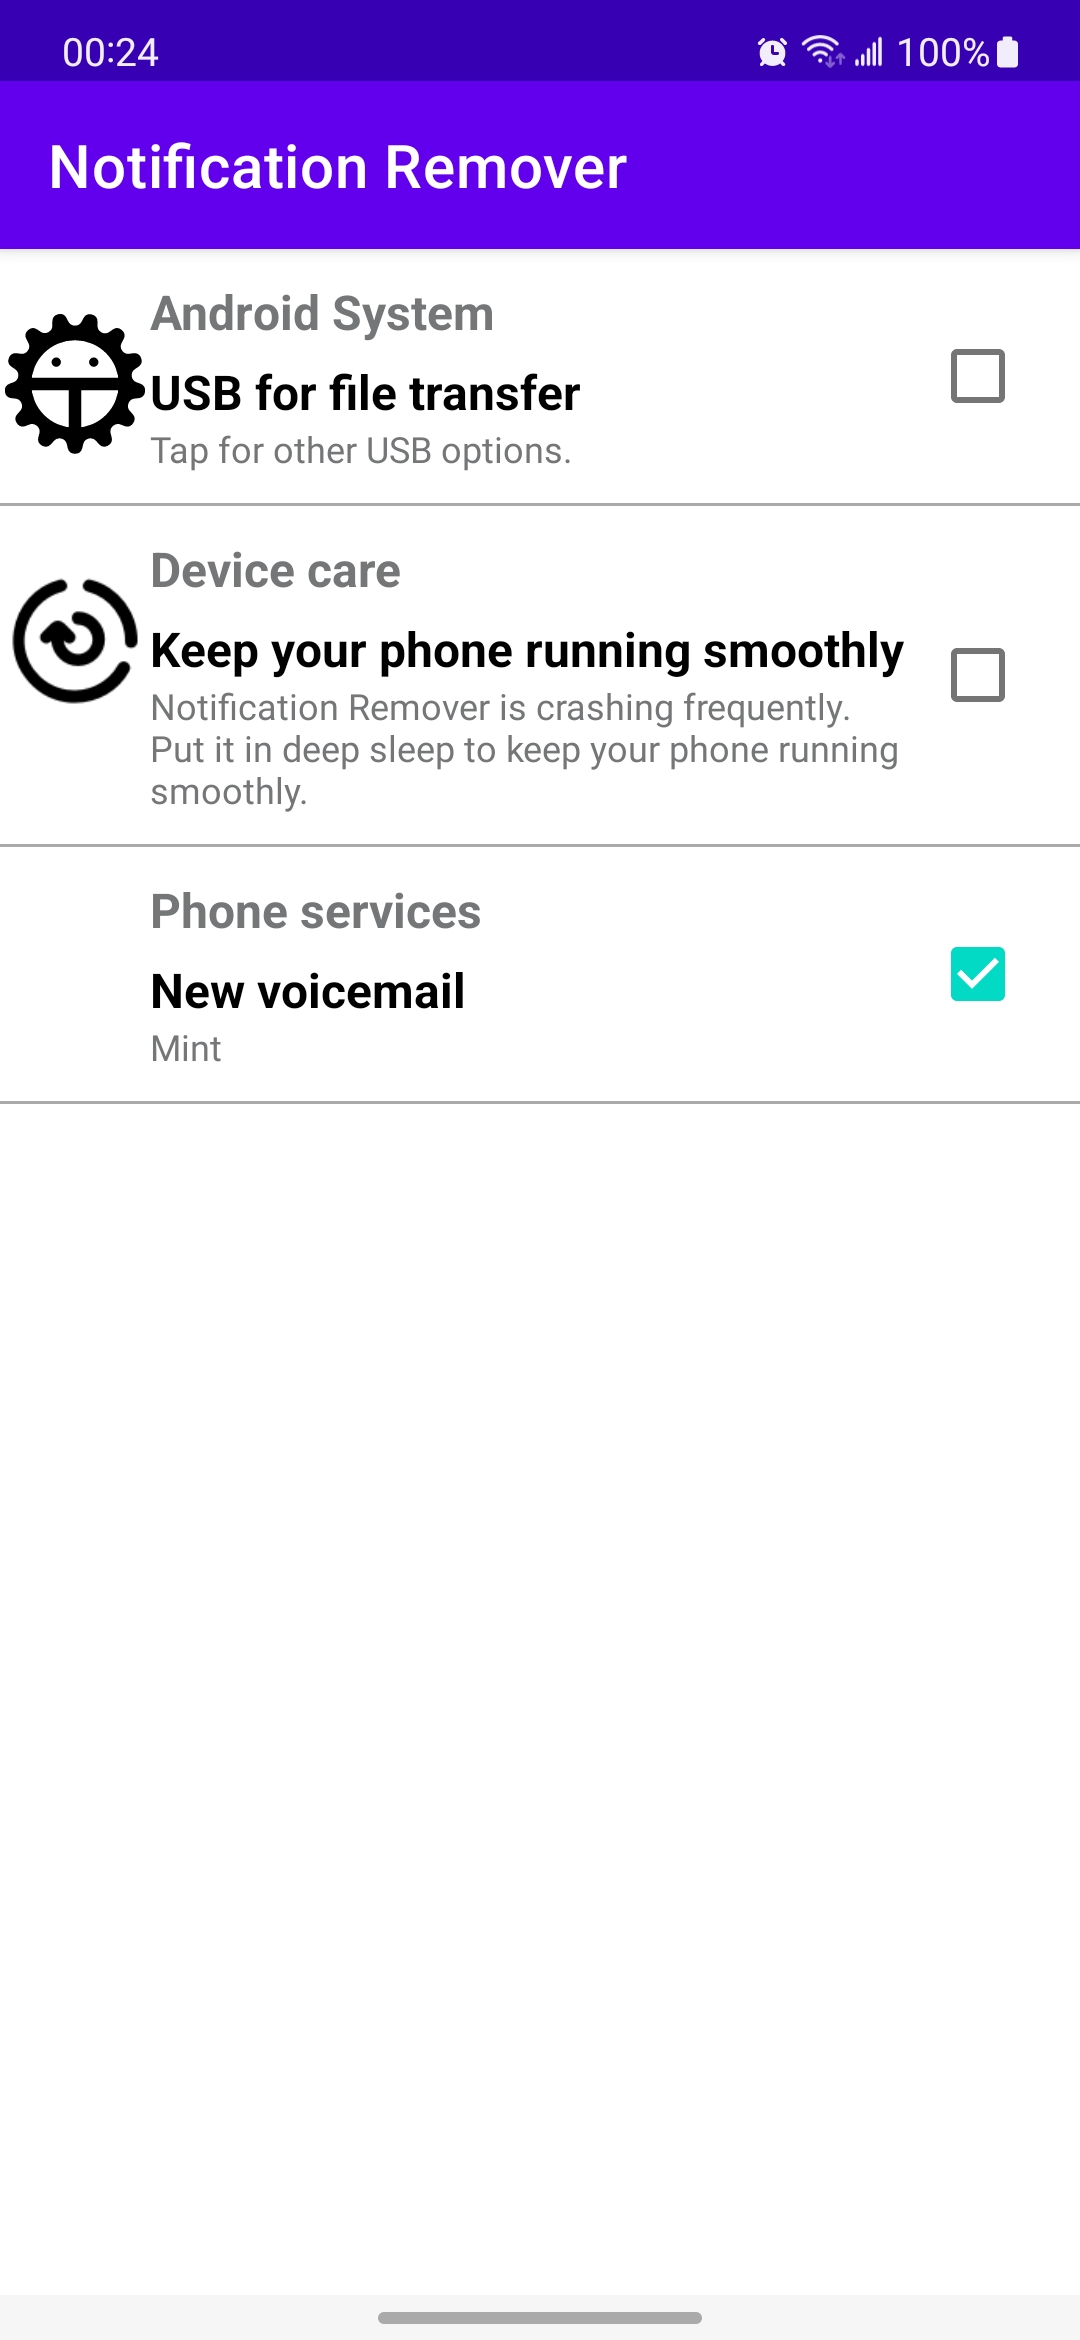 00:24
100%
Notification Remover
Android System
USB for file transfer
Tap for other USB options.
Device care
Keep your phone running smoothly
Notification Remover is crashing frequently.
Put it in deep sleep to keep your phone running
smoothly.
Phone services
New voicemail
Mint